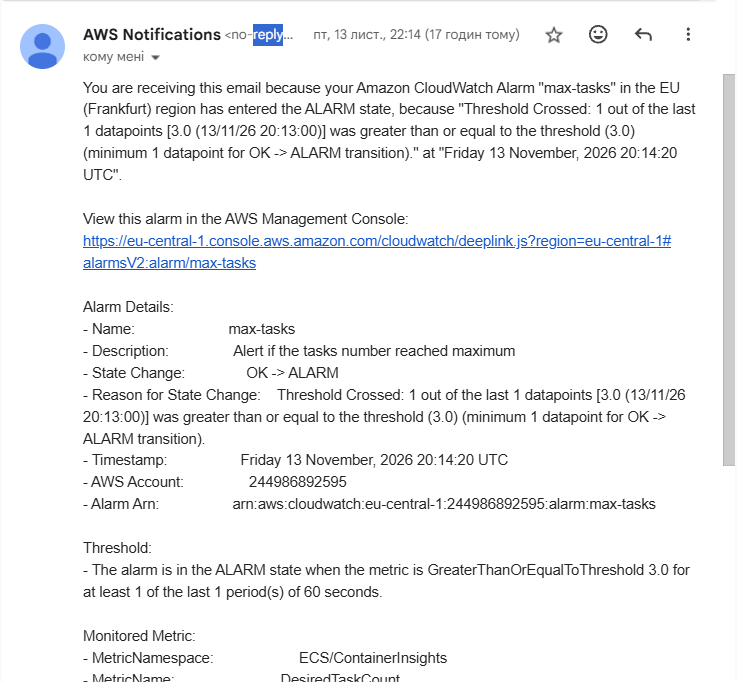 AWS Notifications <no-reply... пт, 13 лист., 22:14 (17 годин тому)
кому мені
You are receiving this email because your Amazon CloudWatch Alarm "max-tasks" in the EU
(Frankfurt) region has entered the ALARM state, because "Threshold Crossed: 1 out of the last
1 datapoints [3.0 (13/11/26 20:13:00)] was greater than or equal to the threshold (3.0)
(minimum 1 datapoint for OK -> ALARM transition)." at "Friday 13 November, 2026 20:14:20
UTC".
View this alarm in the AWS Management Console:
https://eu-central-1.console.aws.amazon.com/cloudwatch/deeplink.js?region=eu-central-1#
alarmsV2:alarm/max-tasks
Alarm Details:
- Name: max-tasks
- Description: Alert if the tasks number reached maximum
- State Change: OK -> ALARM
- Reason for State Change: Threshold Crossed: 1 out of the last 1 datapoints [3.0 (13/11/26
20:13:00)] was greater than or equal to the threshold (3.0) (minimum 1 datapoint for OK ->
ALARM transition).
- Timestamp: Friday 13 November, 2026 20:14:20 UTC
- AWS Account: 244986892595
- Alarm Arn: arn:aws:cloudwatch:eu-central-1:244986892595:alarm:max-tasks
Threshold:
- The alarm is in the ALARM state when the metric is GreaterThanOrEqualToThreshold 3.0 for
at least 1 of the last 1 period(s) of 60 seconds.
Monitored Metric:
- MetricNamespace: ECS/ContainerInsights
- MetricName: DesiredTaskCount